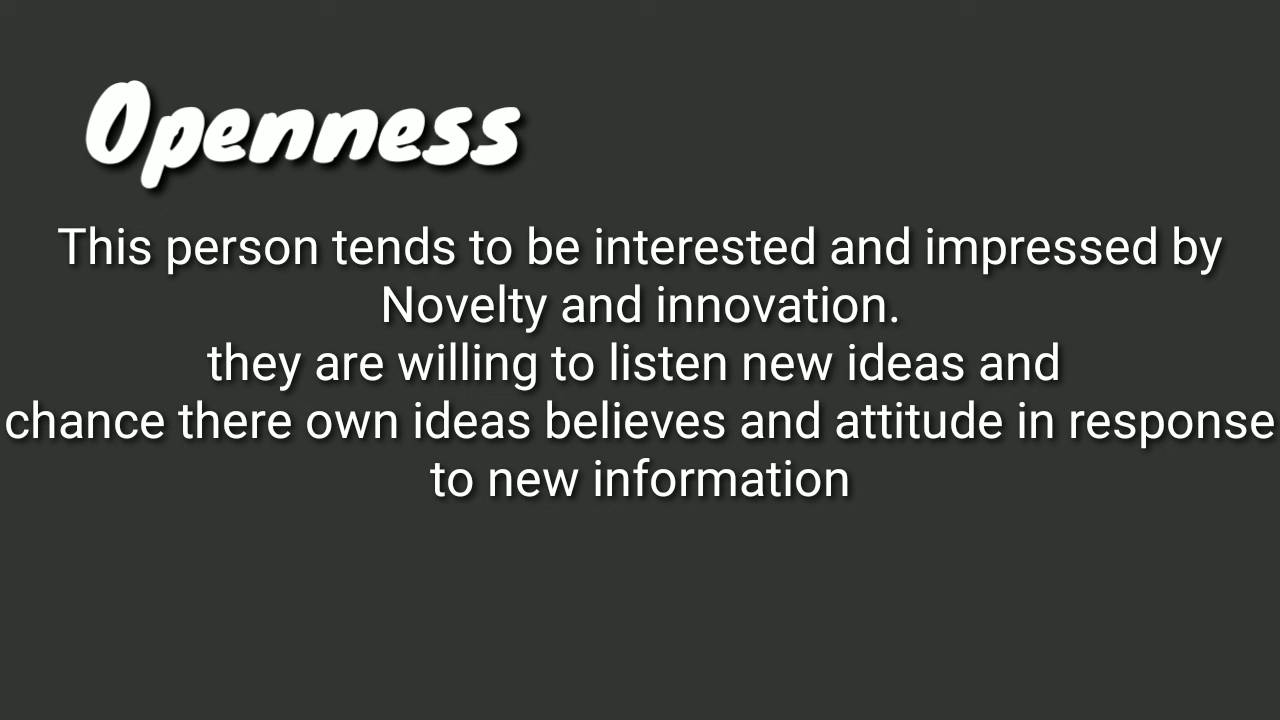 Openness
This person tends to be interested and impressed by
Novelty and innovation.
they are willing to listen new ideas and
chance there own ideas believes and attitude in response
to new information